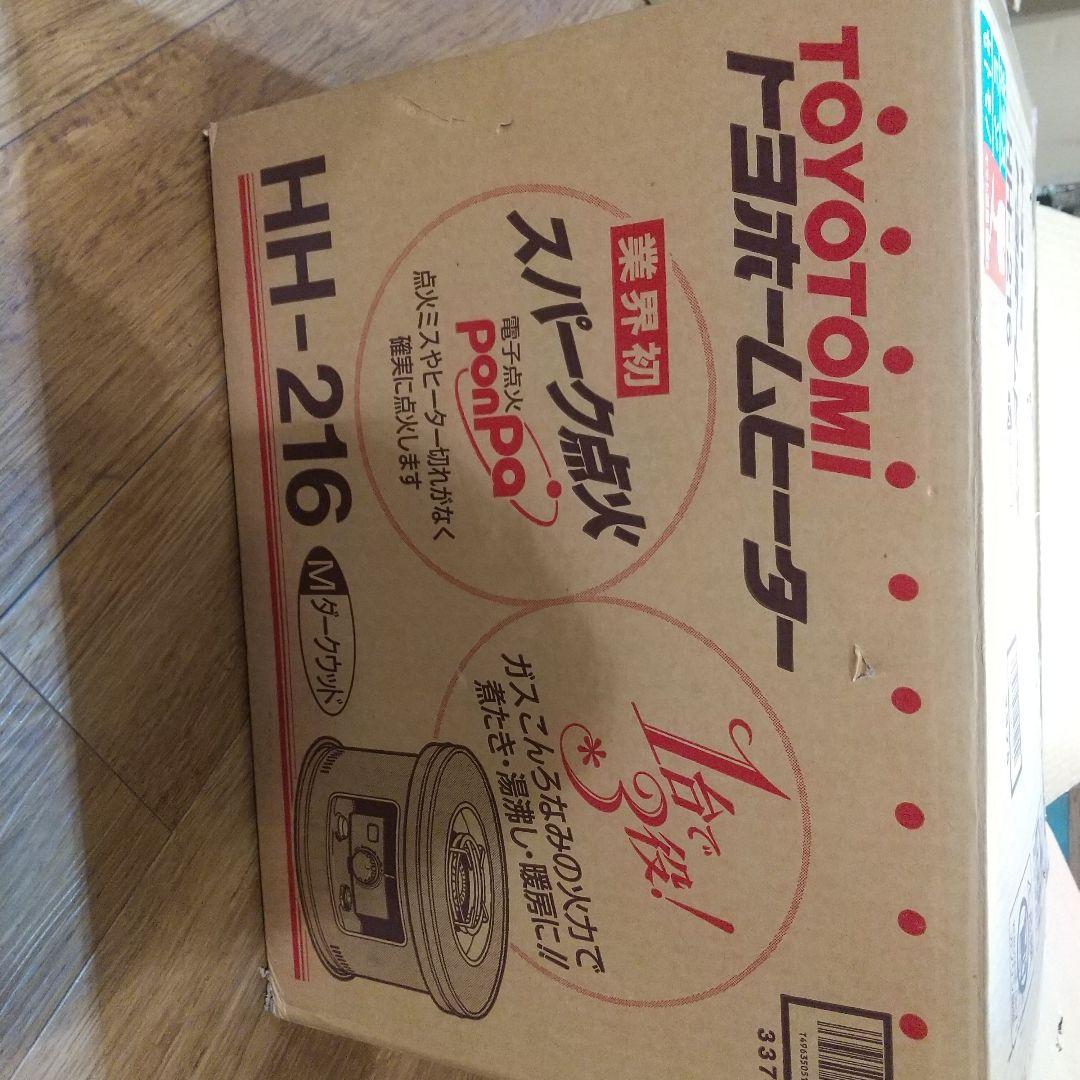 TOYOTOMI
トヨホームヒーター
業界初
スパーク点火
電子点火
PonPa
点火ミスやヒーター切れがなく
確実に点火します
1台で
3役!
*
ガスこんろなみの火力で
煮たき・湯沸し・暖房に!!
HH-216
M ダークウッド
T4963505
337